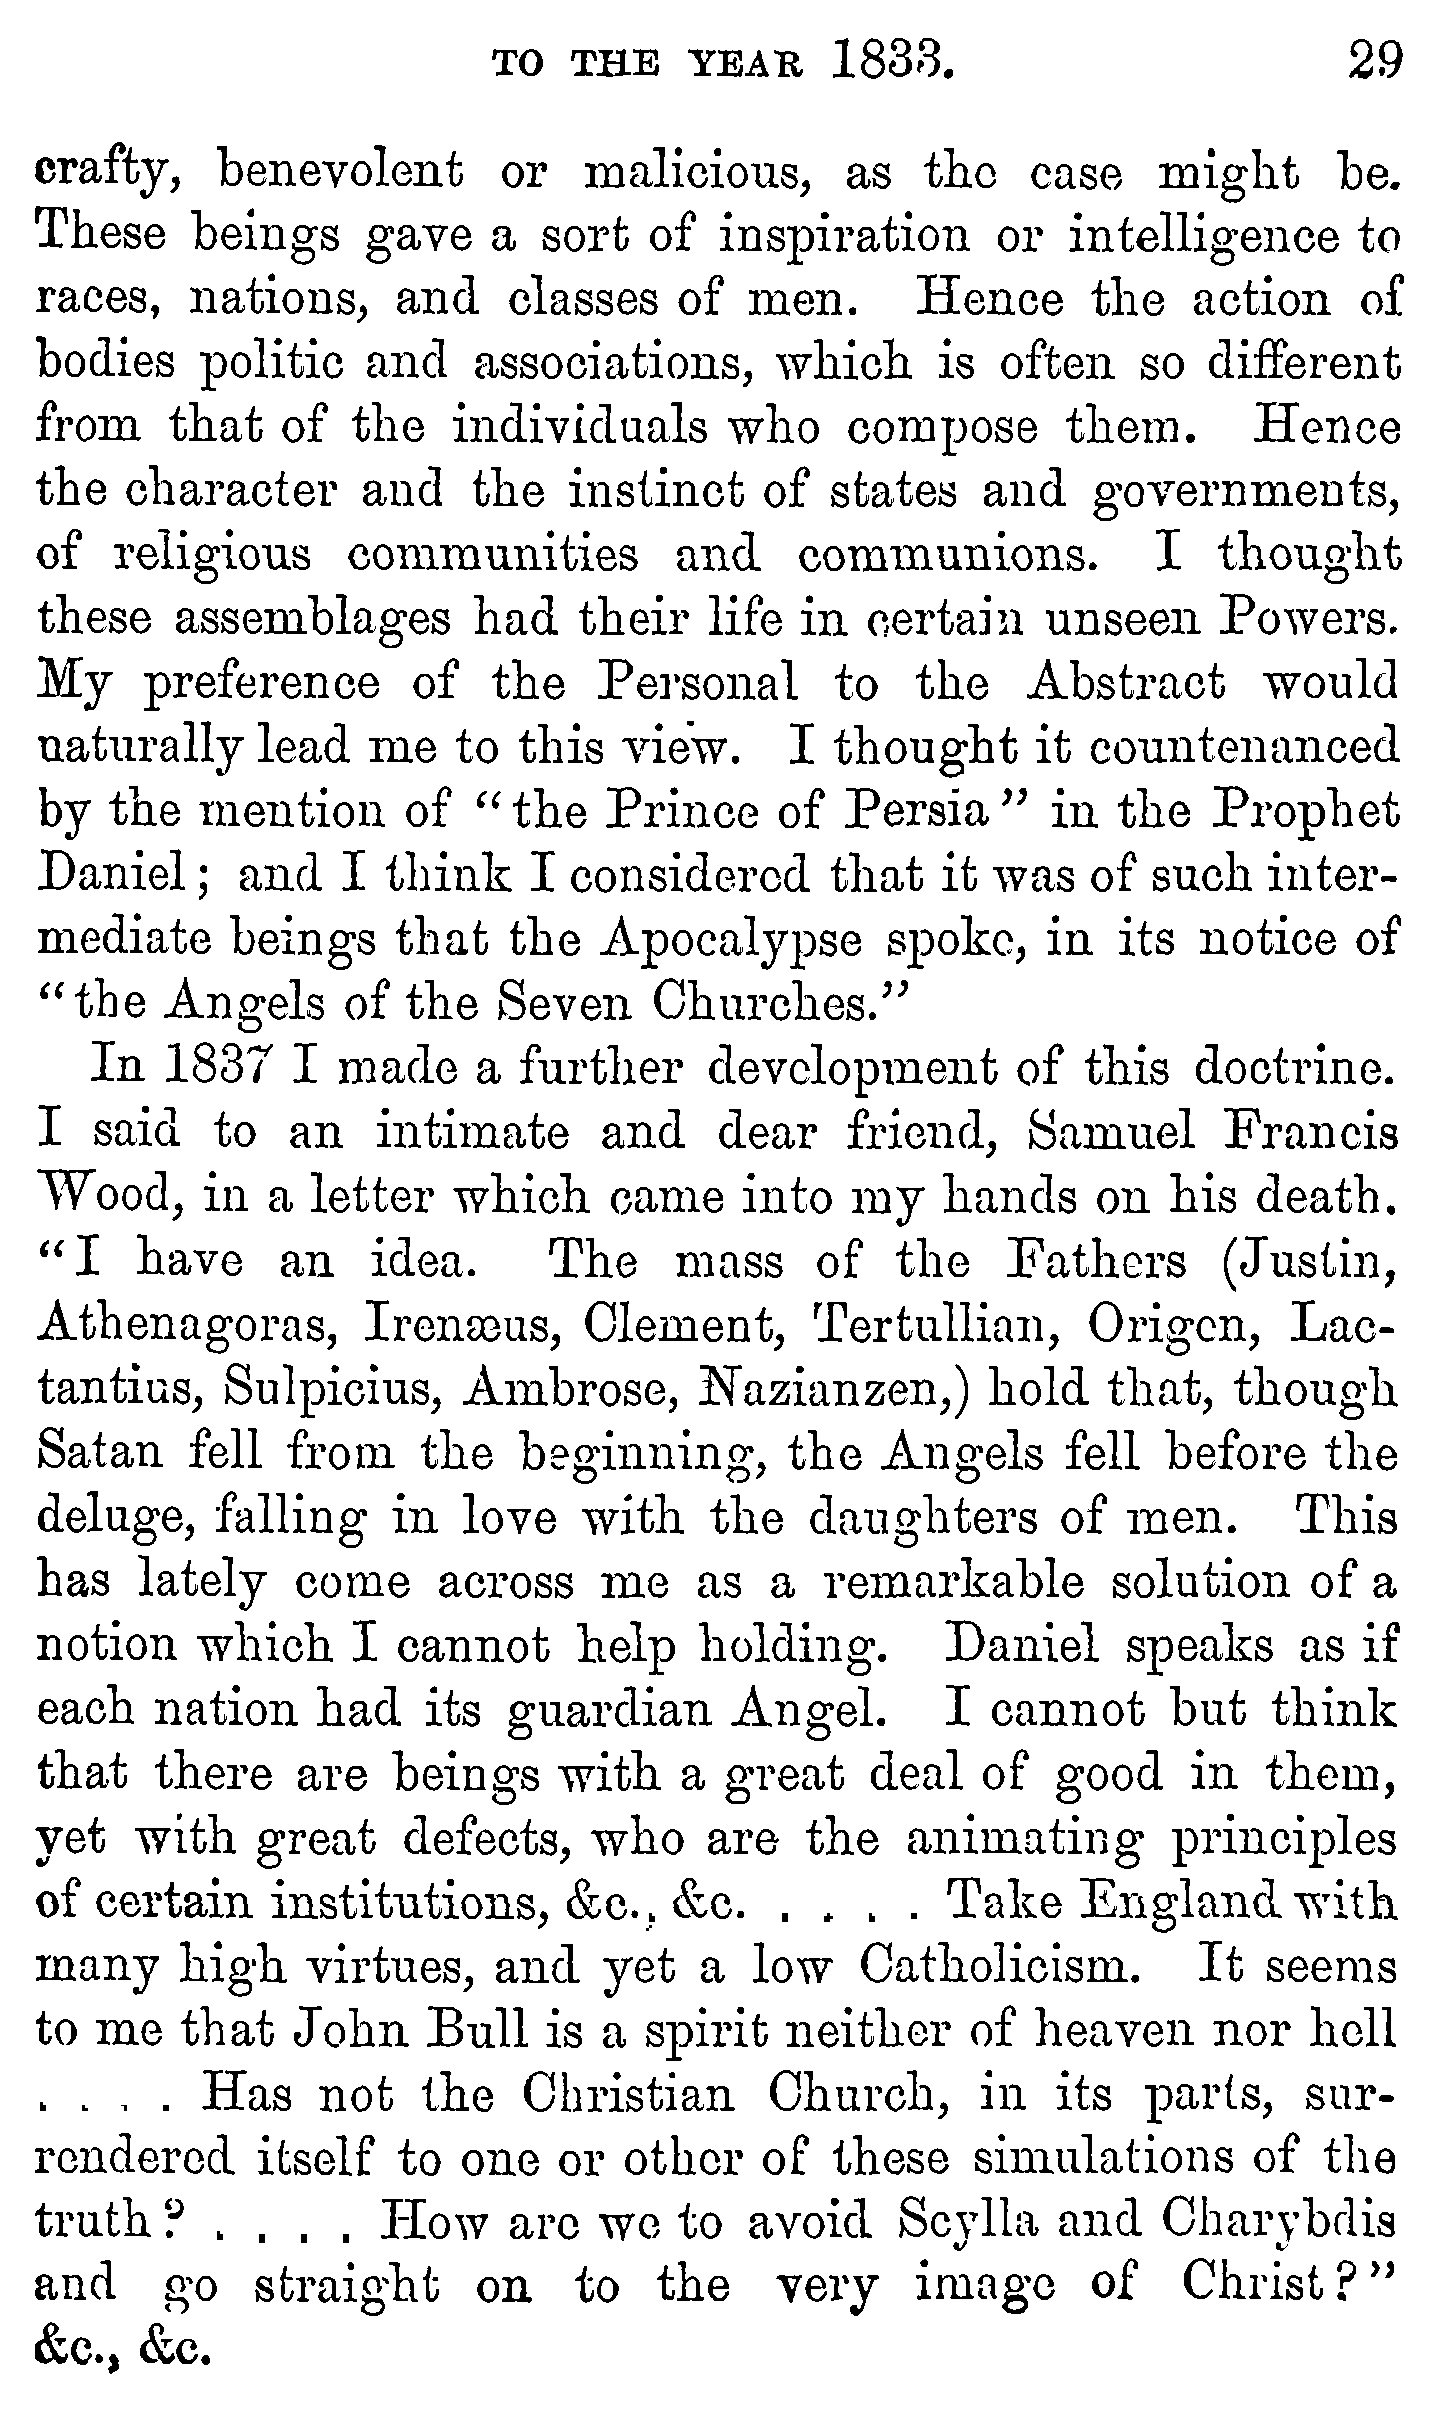 TO THE YEAR 1833. 29
crafty, benevolent or malicious, as the case might be.
These beings gave a sort of inspiration or intelligence to
races, nations, and classes of men. Hence the action of
bodies politic and associations, which is often so different
from that of the individuals who compose them. Hence
the character and the instinct of states and governments,
of religious communities and communions. I thought
these assemblages had their life in certain unseen Powers.
My preference of the Personal to the Abstract would
naturally lead me to this view. I thought it countenanced
by the mention of “the Prince of Persia” in the Prophet
Daniel; and I think I considered that it was of such inter-
mediate beings that the Apocalypse spoke, in its notice of
“the Angels of the Seven Churches.”
In 1837 I made a further development of this doctrine.
I said to an intimate and dear friend, Samuel Francis
Wood, in a letter which came into my hands on his death.
“I have an idea. The mass of the Fathers (Justin,
Athenagoras, Irenæus, Clement, Tertullian, Origen, Lac-
tantius, Sulpicius, Ambrose, Nazianzen,) hold that, though
Satan fell from the beginning, the Angels fell before the
deluge, falling in love with the daughters of men. This
has lately come across me as a remarkable solution of a
notion which I cannot help holding. Daniel speaks as if
each nation had its guardian Angel. I cannot but think
that there are beings with a great deal of good in them,
yet with great defects, who are the animating principles
of certain institutions, &c., &c. . . . . Take England with
many high virtues, and yet a low Catholicism. It seems
to me that John Bull is a spirit neither of heaven nor hell
. . . . Has not the Christian Church, in its parts, sur-
rendered itself to one or other of these simulations of the
truth? . . . . How are we to avoid Scylla and Charybdis
and go straight on to the very image of Christ?”
&c., &c.